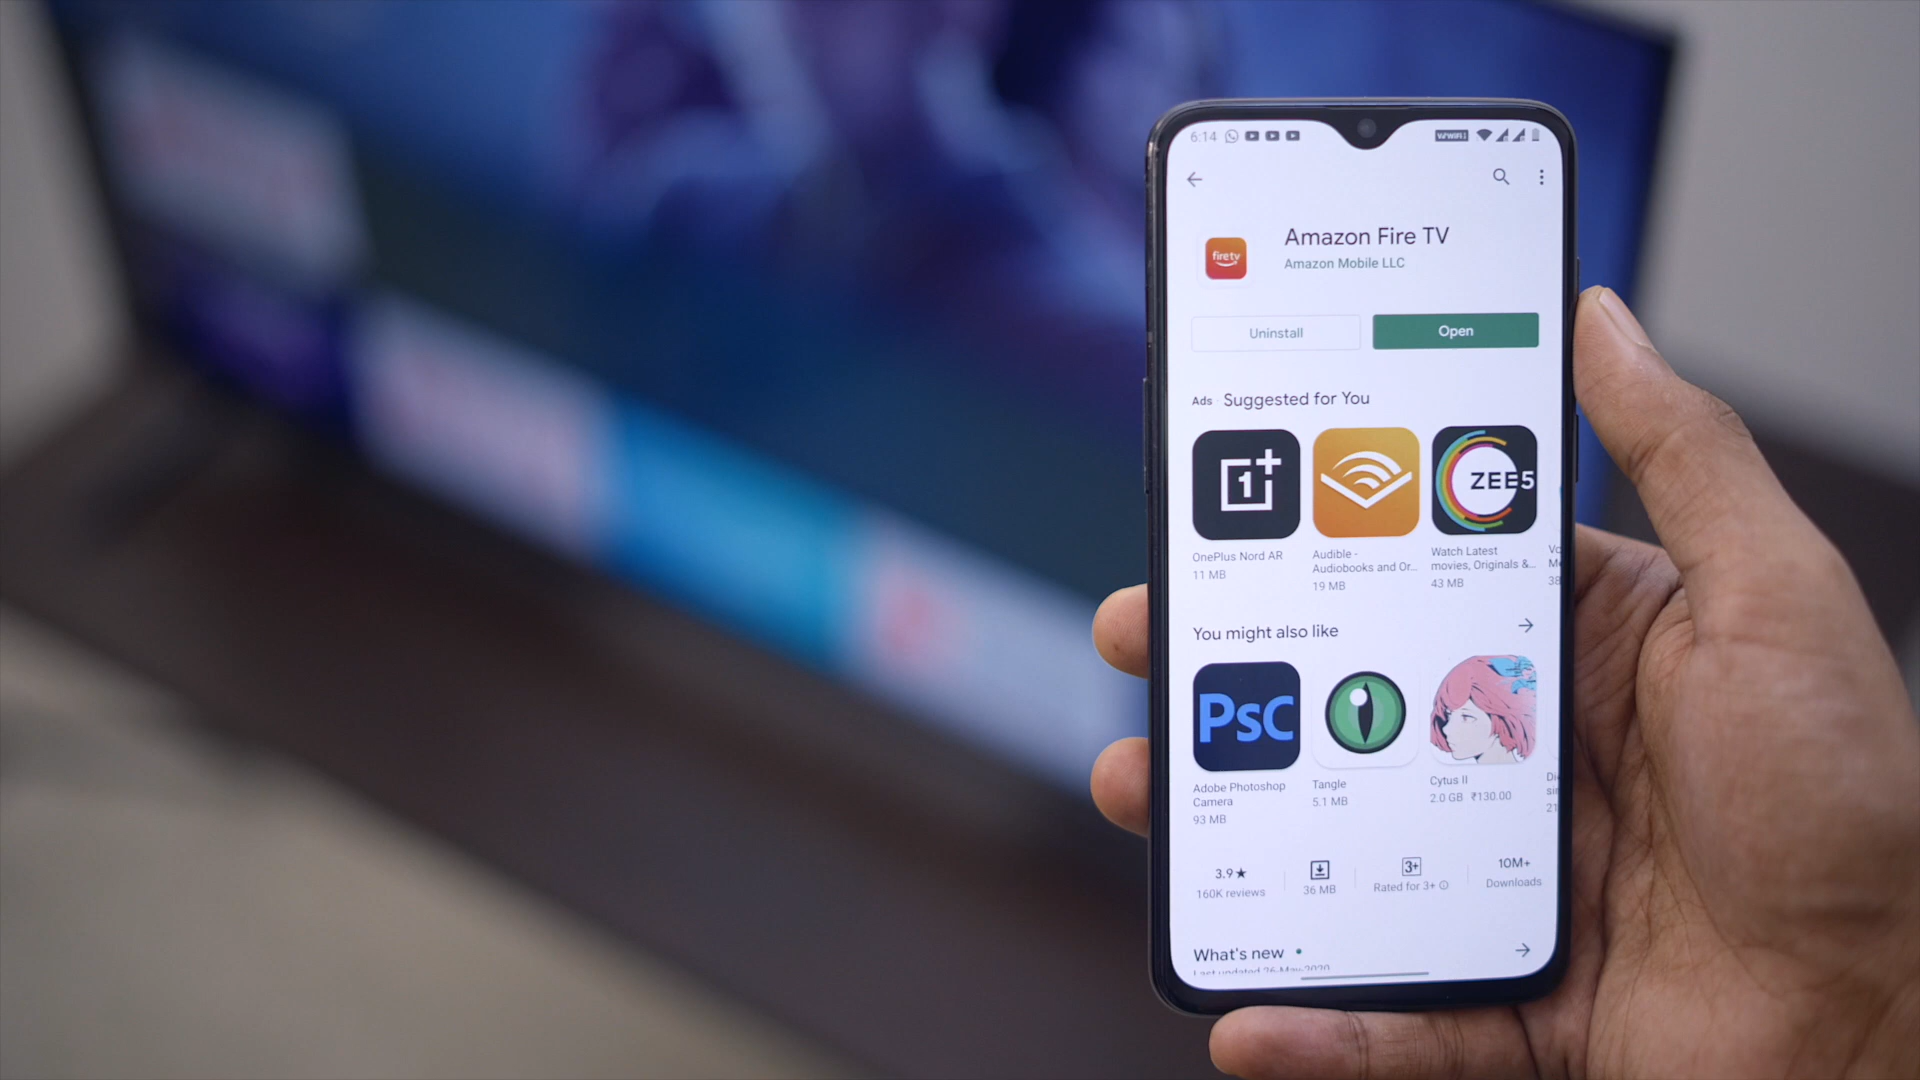 6:14
VoWiFi
Amazon Fire TV
Amazon Mobile LLC
firetv
Uninstall
Open
Ads · Suggested for You
ZEE5
OnePlus Nord AR
11 MB
Audible -
Audiobooks and Or...
19 MB
Watch Latest
movies, Originals &...
43 MB
You might also like
PsC
Adobe Photoshop
Camera
93 MB
Tangle
5.1 MB
Cytus II
2.0 GB ₹130.00
3.9★
160K reviews
36 MB
3+
Rated for 3+
10M+
Downloads
What's new
Last updated 26-May-2020